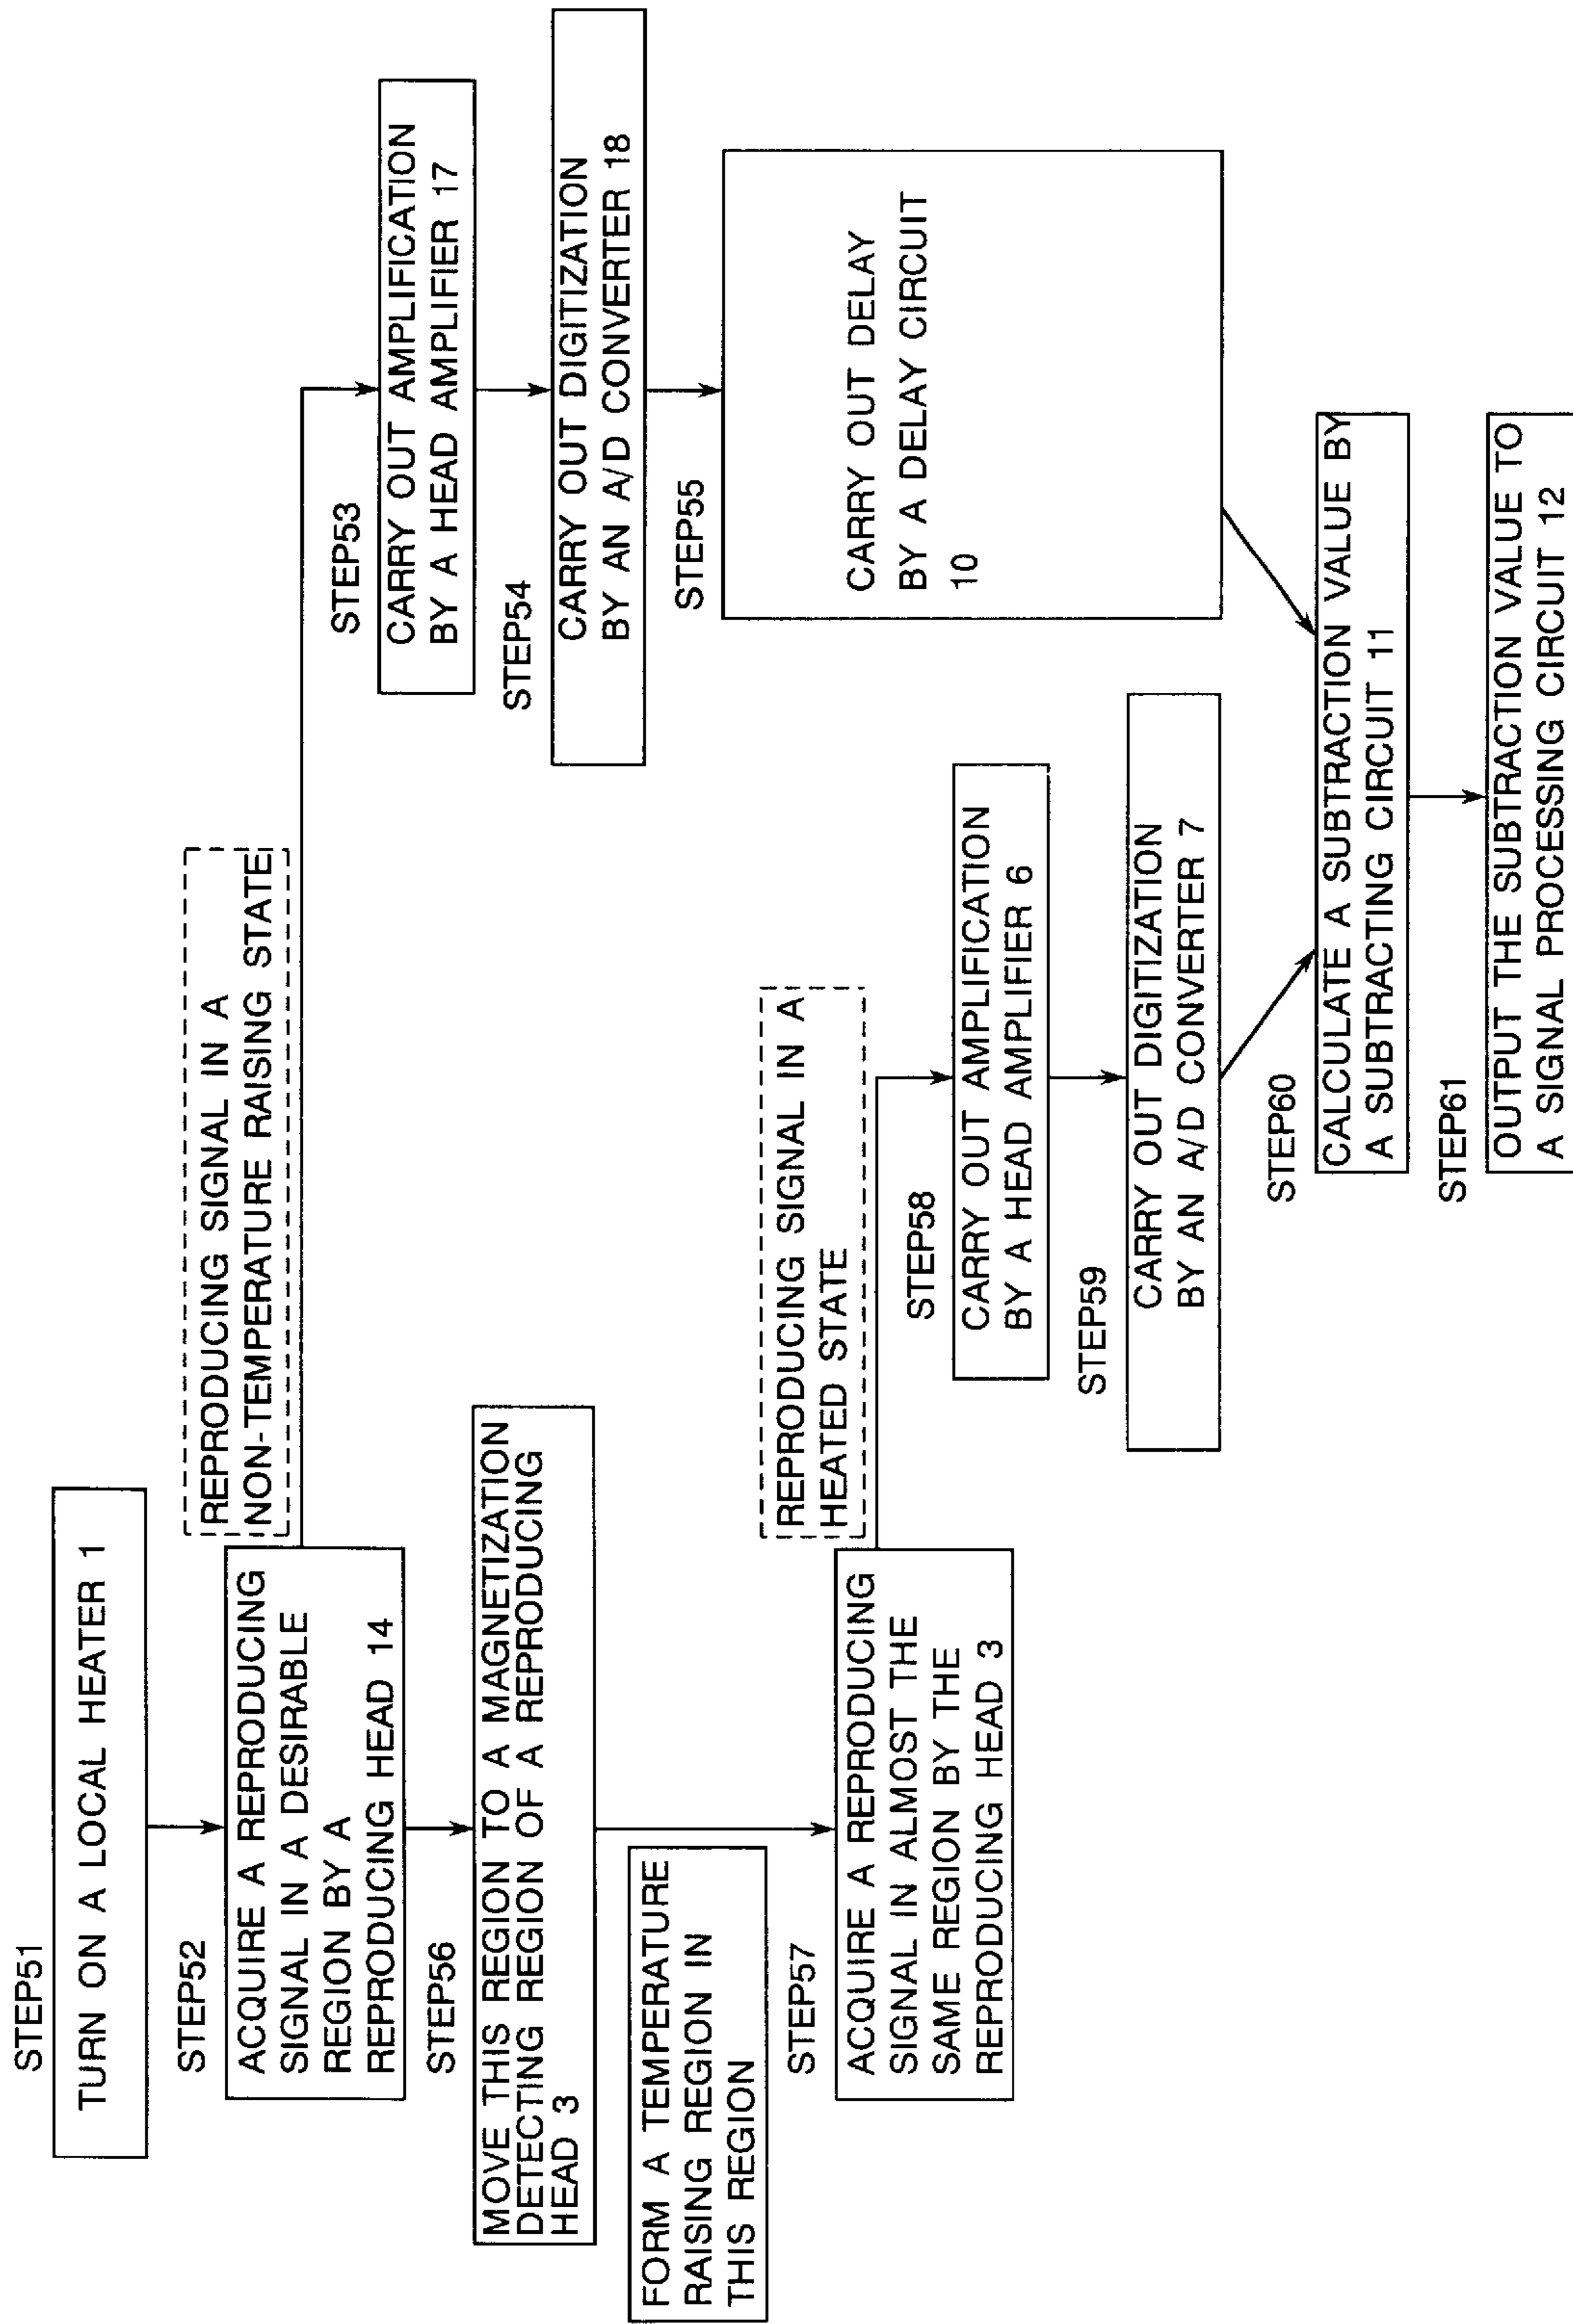 STEP51
TURN ON A LOCAL HEATER 1
STEP52
ACQUIRE A REPRODUCING
SIGNAL IN A DESIRABLE
REGION BY A
REPRODUCING HEAD 14
REPRODUCING SIGNAL IN A
NON-TEMPERATURE RAISING STATE
STEP53
CARRY OUT AMPLIFICATION
BY A HEAD AMPLIFIER 17
STEP54
CARRY OUT DIGITIZATION
BY AN A/D CONVERTER 18
STEP55
CARRY OUT DELAY
BY A DELAY CIRCUIT
10
STEP56
MOVE THIS REGION TO A MAGNETIZATION
DETECTING REGION OF A REPRODUCING
HEAD 3
FORM A TEMPERATURE
RAISING REGION IN
THIS REGION
STEP57
ACQUIRE A REPRODUCING
SIGNAL IN ALMOST THE
SAME REGION BY THE
REPRODUCING HEAD 3
REPRODUCING SIGNAL IN A
HEATED STATE
STEP58
CARRY OUT AMPLIFICATION
BY A HEAD AMPLIFIER 6
STEP59
CARRY OUT DIGITIZATION
BY AN A/D CONVERTER 7
STEP60
CALCULATE A SUBTRACTION VALUE BY
A SUBTRACTING CIRCUIT 11
STEP61
OUTPUT THE SUBTRACTION VALUE TO
A SIGNAL PROCESSING CIRCUIT 12